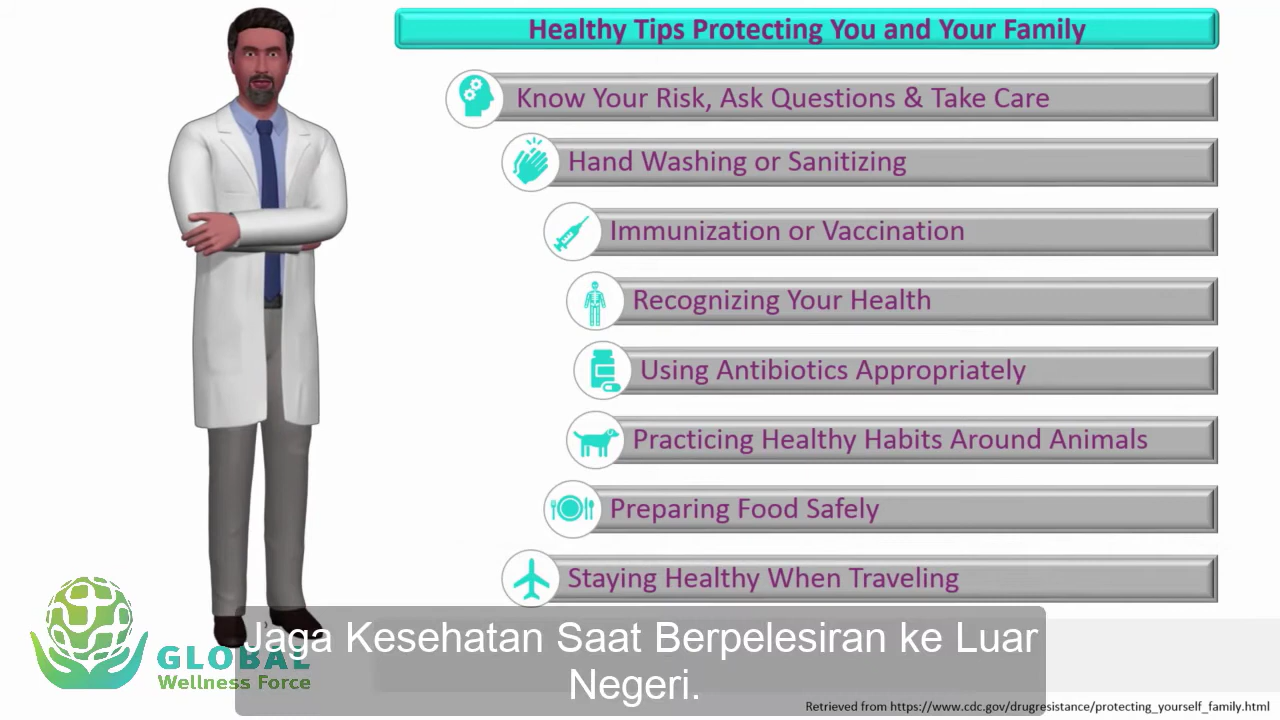 Healthy Tips Protecting You and Your Family
Know Your Risk, Ask Questions & Take Care
Hand Washing or Sanitizing
Immunization or Vaccination
Recognizing Your Health
Using Antibiotics Appropriately
Practicing Healthy Habits Around Animals
Preparing Food Safely
Staying Healthy When Traveling
Jaga Kesehatan Saat Berpelesiran ke Luar
Negeri.
GLOBAL
Wellness Force
Retrieved from https://www.cdc.gov/drugresistance/protecting_yourself_family.html